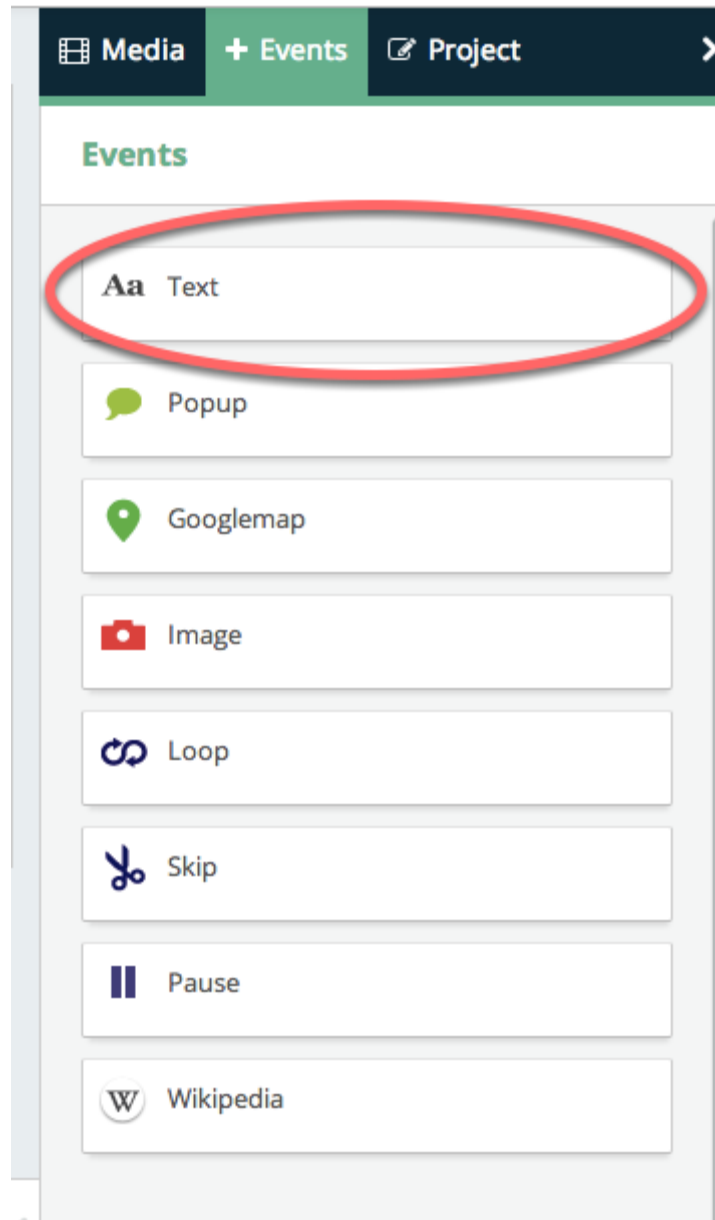 Media + Events Project
Events
Aa Text
Popup
Googlemap
Image
Loop
Skip
Pause
W Wikipedia